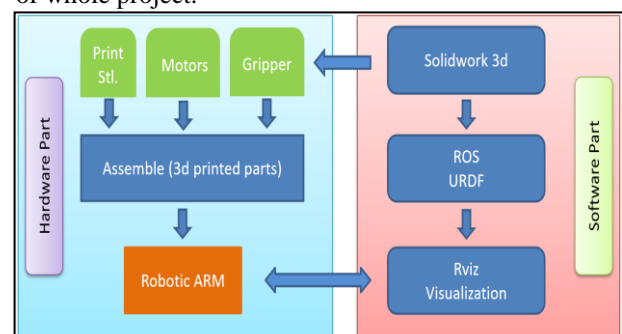 of whole project.
Print
Stl.
Motors
Gripper
Solidwork 3d
Hardware Part
Assemble (3d printed parts)
ROS
URDF
Software Part
Robotic ARM
Rviz
Visualization